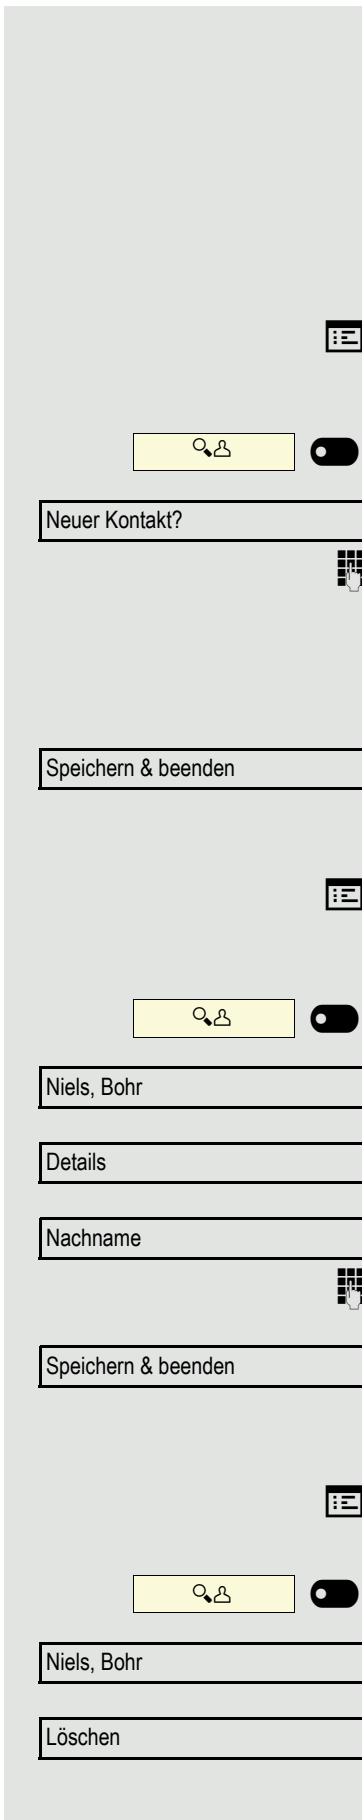 Neuer Kontakt?
Speichern & beenden
Niels, Bohr
Details
Nachname
Speichern & beenden
Niels, Bohr
Löschen